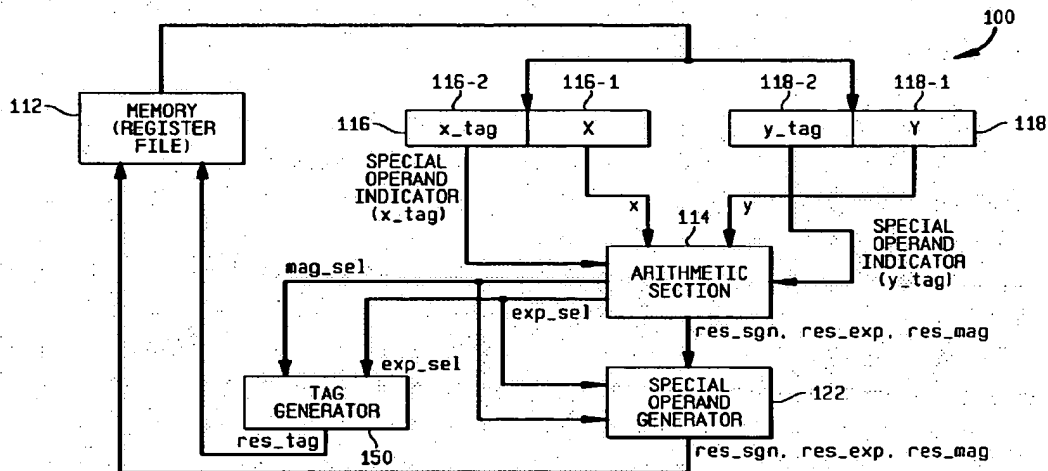 100
116-2
116-1
118-2
118-1
112
MEMORY
(REGISTER
FILE)
116
x_tag
X
y_tag
Y
118
SPECIAL
OPERAND
INDICATOR
(x_tag)
x
y
114
SPECIAL
OPERAND
INDICATOR
(y_tag)
ARITHMETIC
SECTION
mag_sel
exp_sel
res_sgn, res_exp, res_mag
exp_sel
TAG
GENERATOR
SPECIAL
OPERAND
GENERATOR
122
res_tag
150
res_sgn, res_exp, res_mag